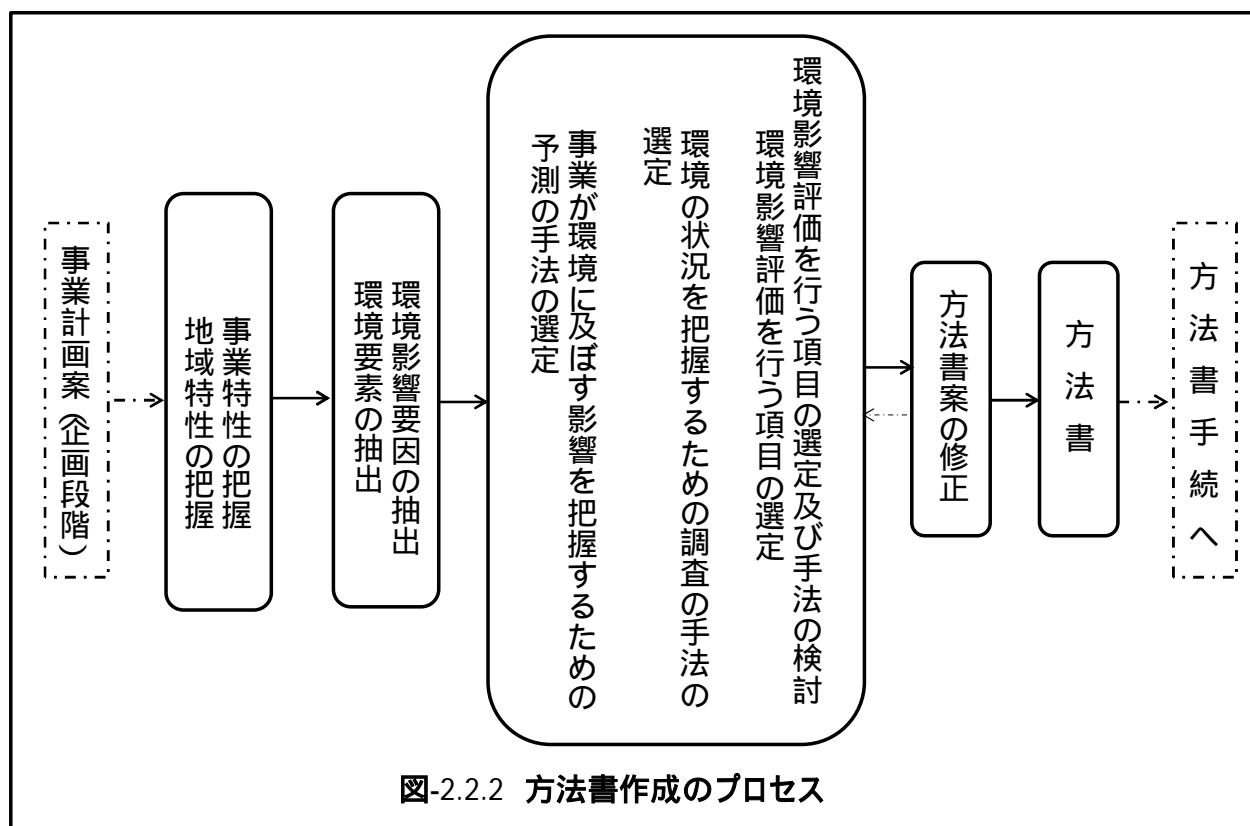 事業計画案（企画段階）
事業特性の把握
地域特性の把握
環境影響要因の抽出
環境要素の抽出
環境影響評価を行う項目の選定及び手法の検討
環境影響評価を行う項目の選定
環境の状況を把握するための調査の手法の
選定
事業が環境に及ぼす影響を把握するための
予測の手法の選定
方法書案の修正
方法書
方法書手続へ
図-2.2.2 方法書作成のプロセス